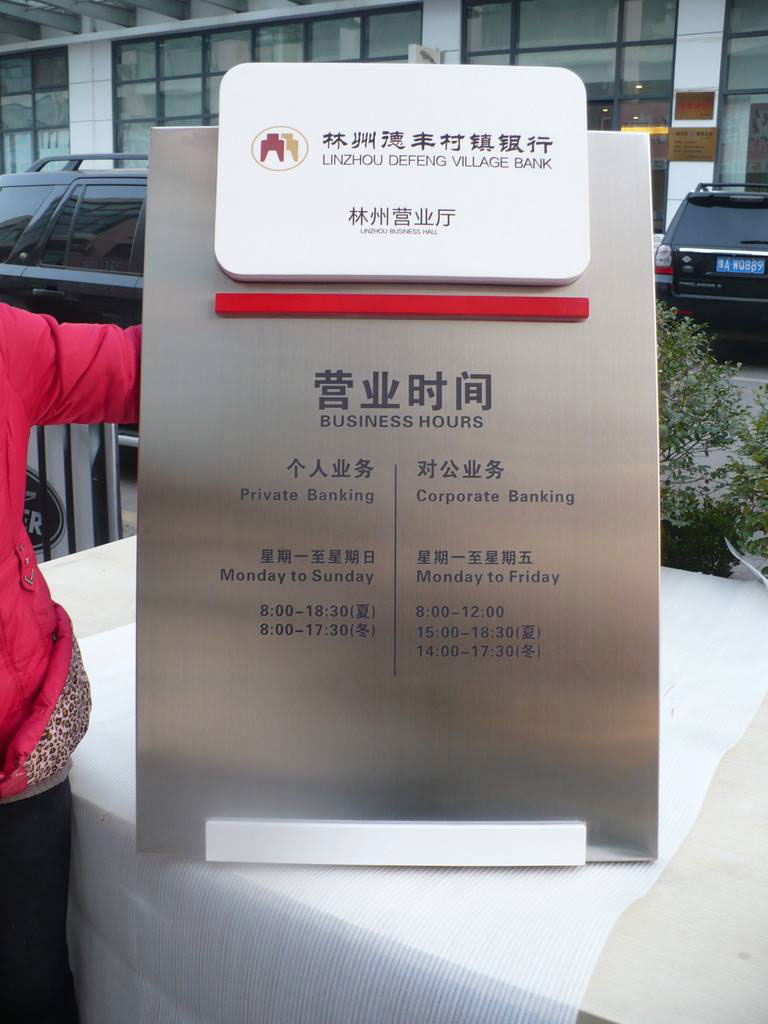 林州德丰村镇银行
LINZHOU DEFENG VILLAGE BANK
林州营业厅
LINZHOU BUSINESS HALL
营业时间
BUSINESS HOURS
个人业务
Private Banking
星期一至星期日
Monday to Sunday
8:00-18:30(夏)
8:00-17:30(冬)
对公业务
Corporate Banking
星期一至星期五
Monday to Friday
8:00-12:00
15:00-18:30(夏)
14:00-17:30(冬)
豫A·WQ889
ER